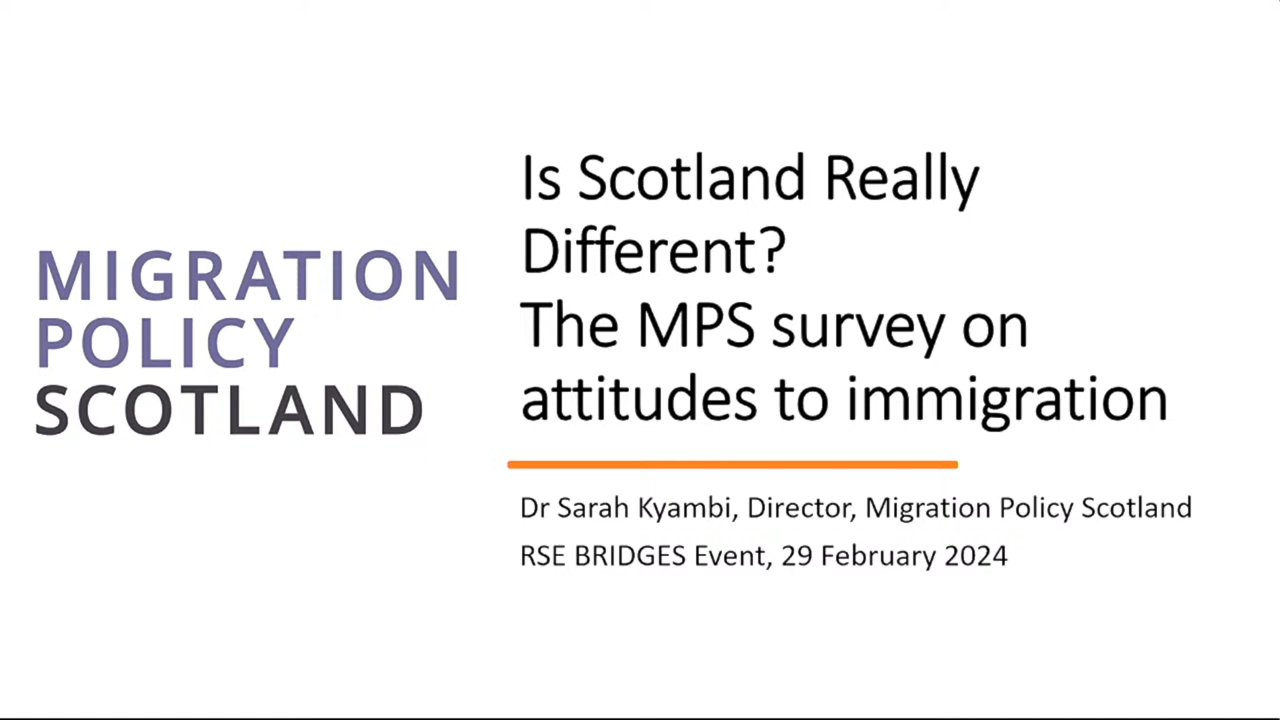 MIGRATION
POLICY
SCOTLAND
Is Scotland Really
Different?
The MPS survey on
attitudes to immigration
Dr Sarah Kyambi, Director, Migration Policy Scotland
RSE BRIDGES Event, 29 February 2024